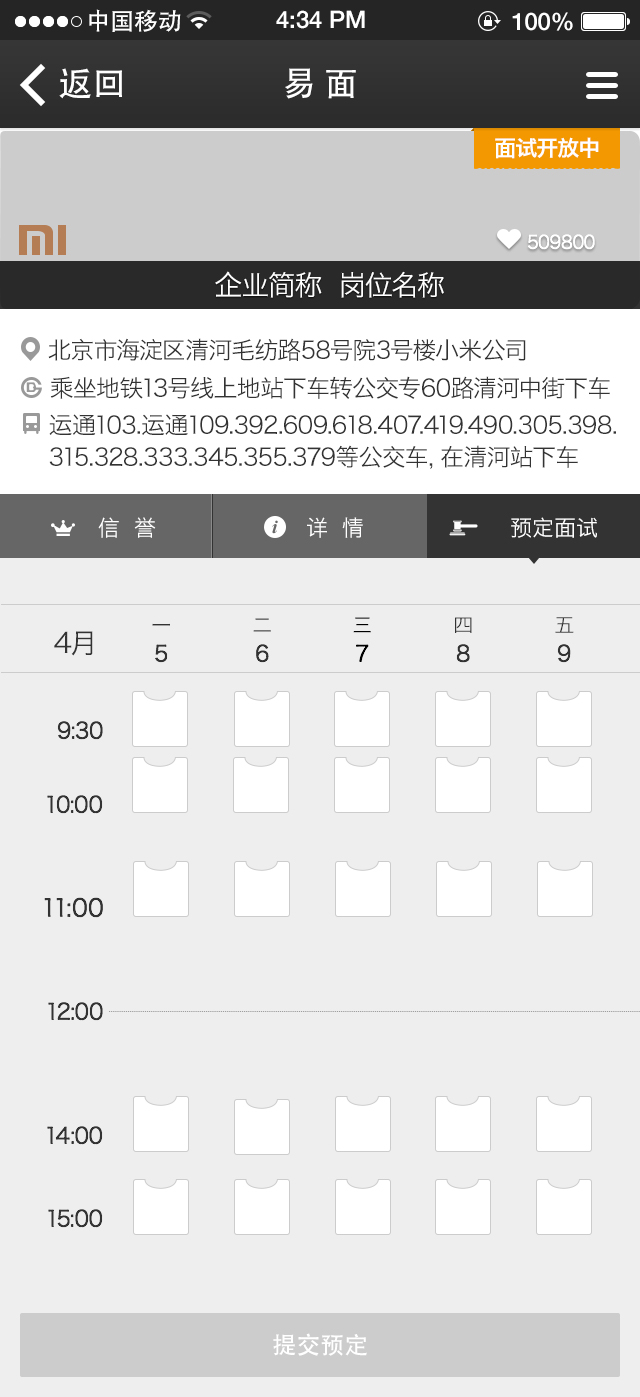 中国移动 4:34 PM 100%
返回 易面
面试开放中
509800
企业简称 岗位名称
北京市海淀区清河毛纺路58号院3号楼小米公司
乘坐地铁13号线上地站下车转公交专60路清河中街下车
运通103.运通109.392.609.618.407.419.490.305.398.
315.328.333.345.355.379等公交车, 在清河站下车
信誉 详情 预定面试
一 二 三 四 五
4月 5 6 7 8 9
9:30
10:00
11:00
12:00
14:00
15:00
提交预定